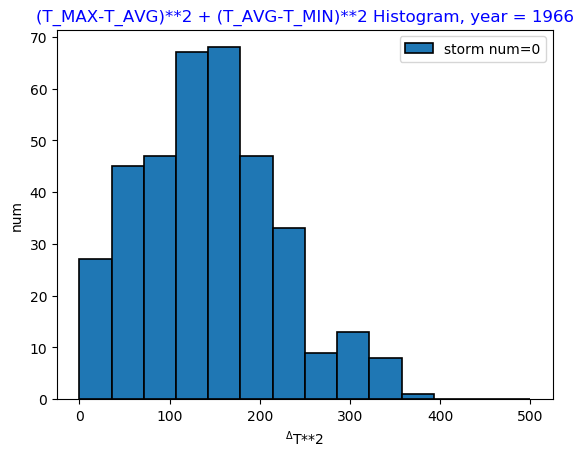 (T_MAX-T_AVG)**2 + (T_AVG-T_MIN)**2 Histogram, year = 1966
storm num=0
70
60
50
40
30
20
10
0
num
0 100 200 300 400 500
ᐞT**2